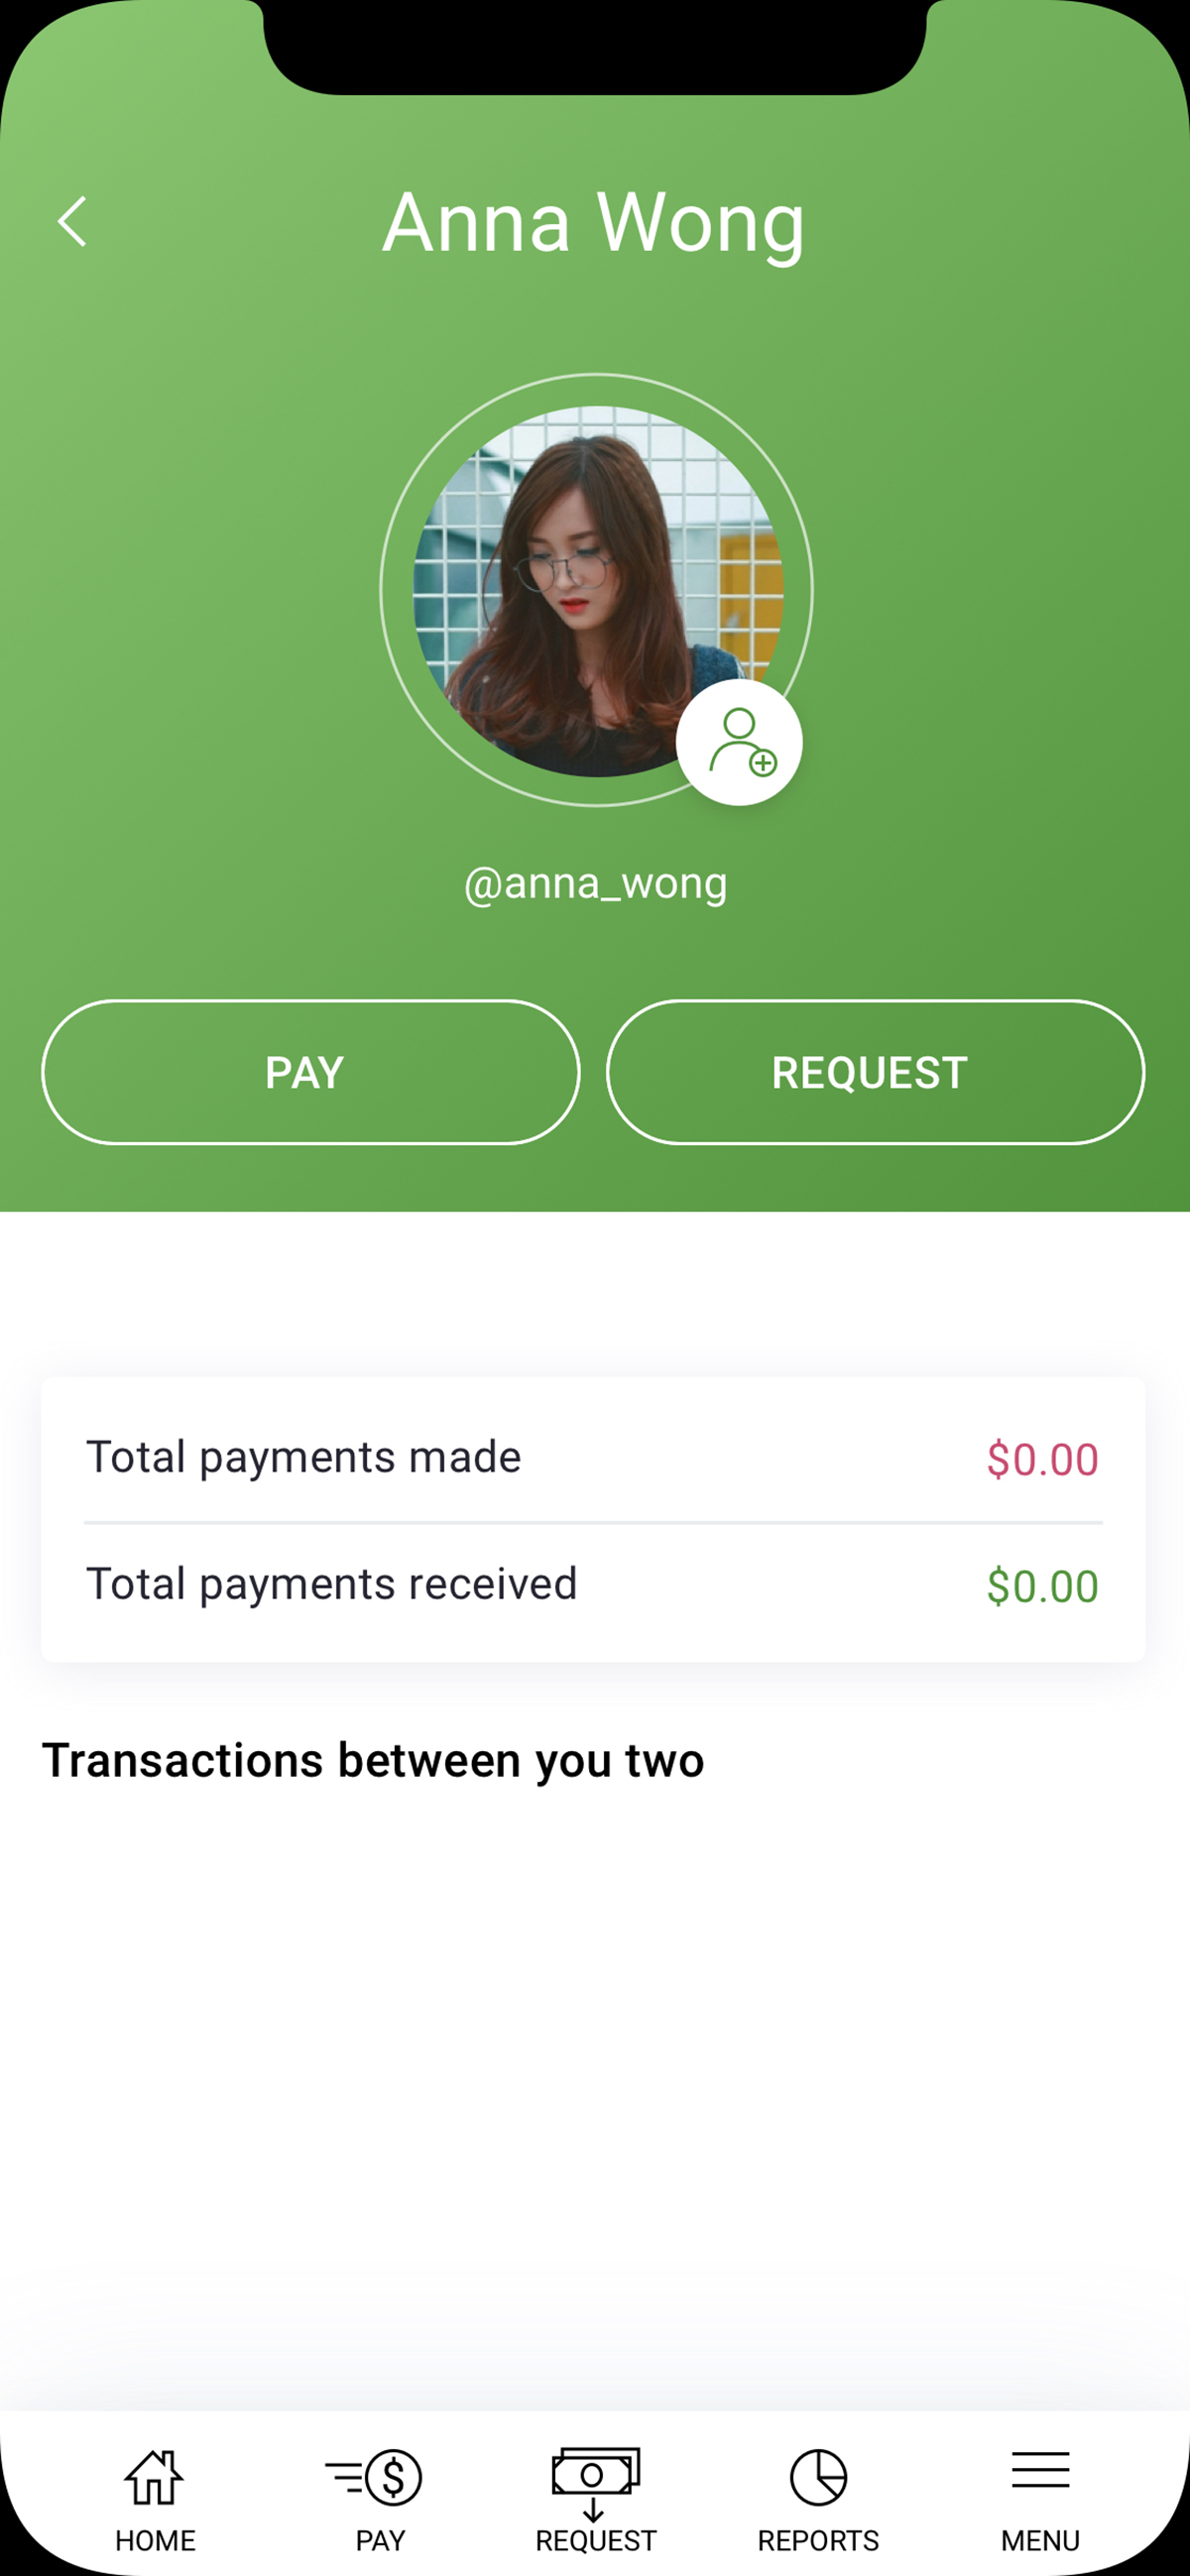 Anna Wong
@anna_wong
PAY
REQUEST
Total payments made
$0.00
Total payments received
$0.00
Transactions between you two
HOME
PAY
REQUEST
REPORTS
MENU